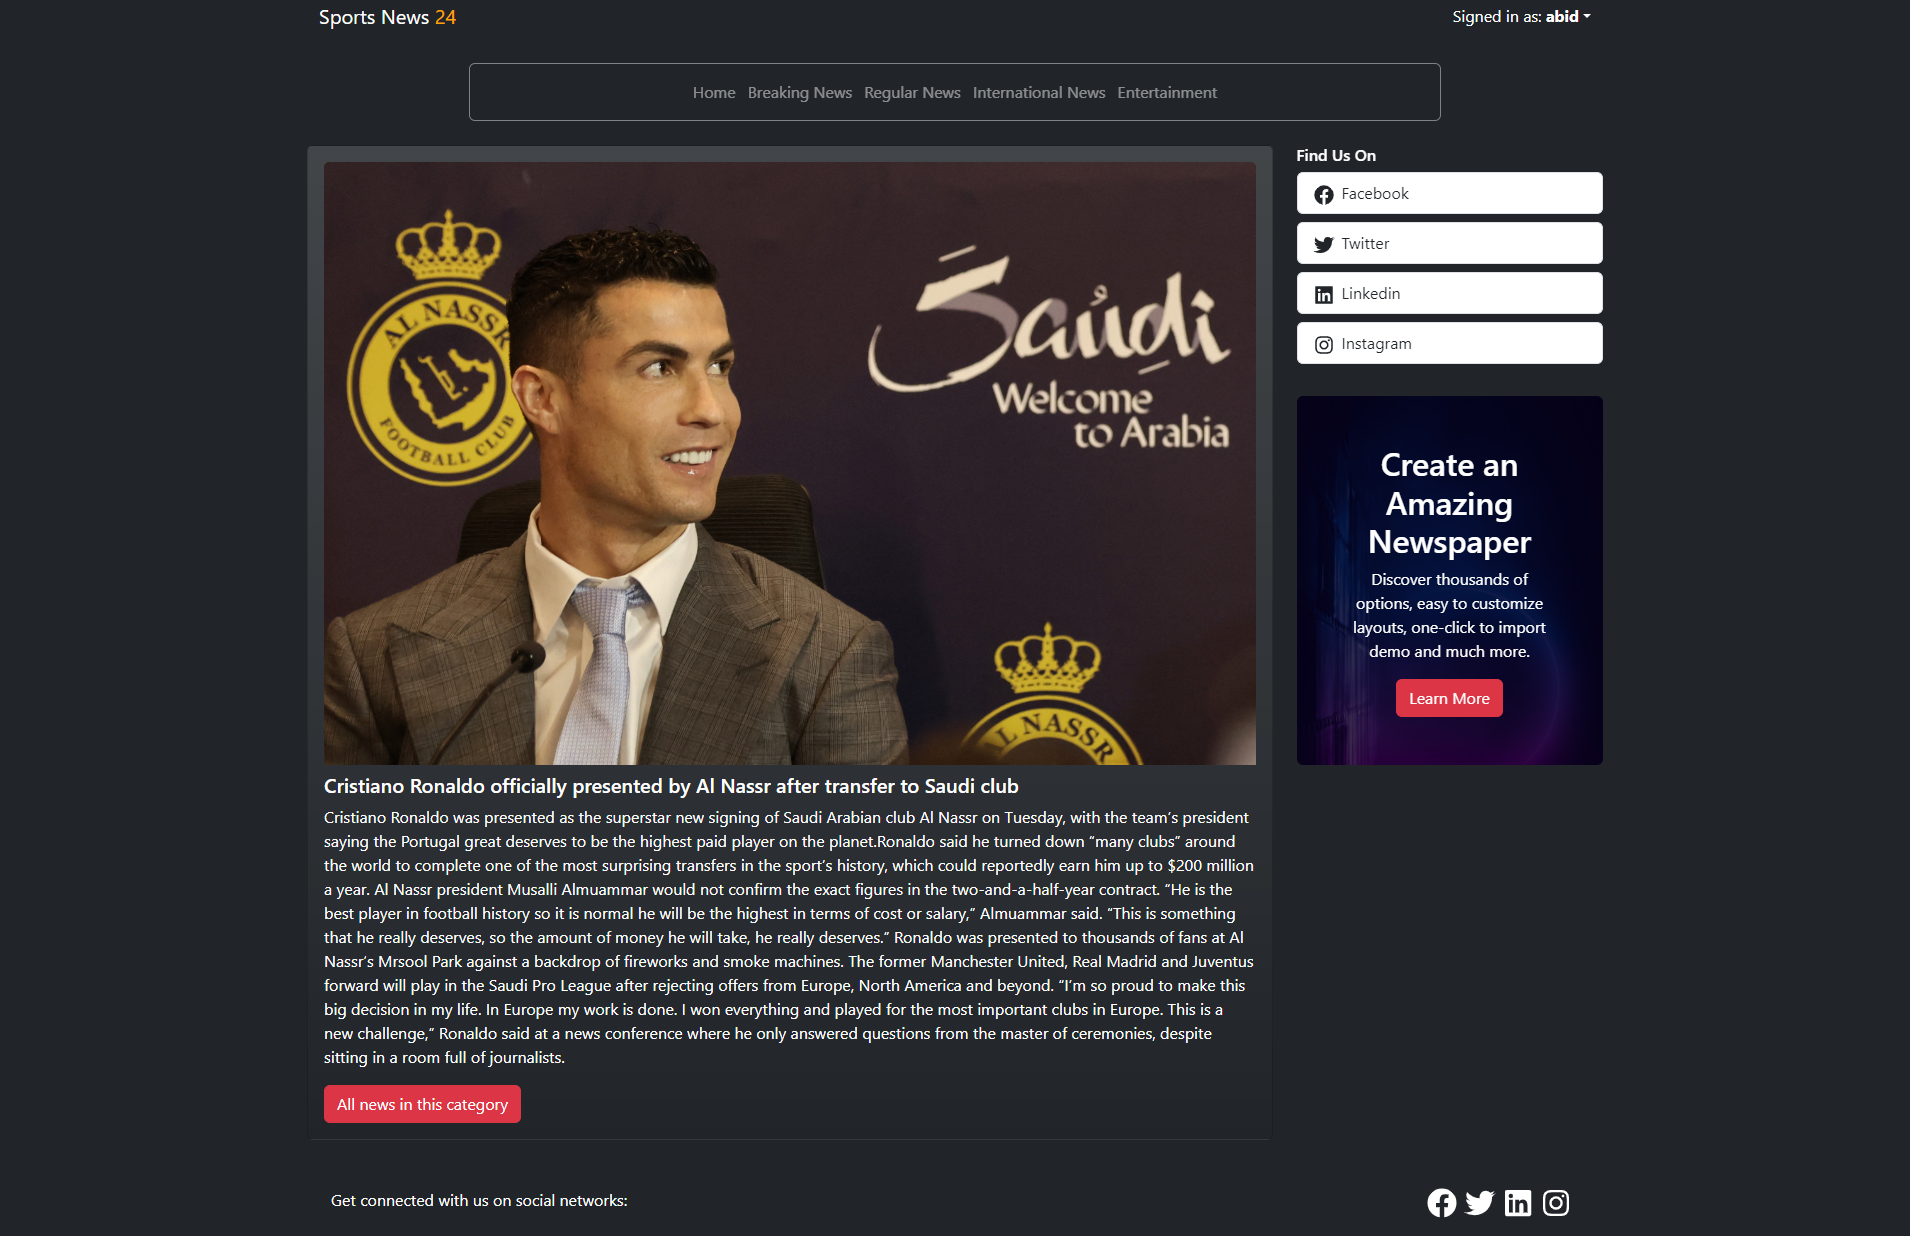 Sports News 24
Signed in as: abid
Home Breaking News Regular News International News Entertainment
AL NASSR
FOOTBALL CLUB
Saudi
Welcome
to Arabia
AL NASSR
Cristiano Ronaldo officially presented by Al Nassr after transfer to Saudi club
Cristiano Ronaldo was presented as the superstar new signing of Saudi Arabian club Al Nassr on Tuesday, with the team’s president
saying the Portugal great deserves to be the highest paid player on the planet.Ronaldo said he turned down “many clubs” around
the world to complete one of the most surprising transfers in the sport’s history, which could reportedly earn him up to $200 million
a year. Al Nassr president Musalli Almuammar would not confirm the exact figures in the two-and-a-half-year contract. “He is the
best player in football history so it is normal he will be the highest in terms of cost or salary,” Almuammar said. “This is something
that he really deserves, so the amount of money he will take, he really deserves.” Ronaldo was presented to thousands of fans at Al
Nassr’s Mrsool Park against a backdrop of fireworks and smoke machines. The former Manchester United, Real Madrid and Juventus
forward will play in the Saudi Pro League after rejecting offers from Europe, North America and beyond. “I’m so proud to make this
big decision in my life. In Europe my work is done. I won everything and played for the most important clubs in Europe. This is a
new challenge,” Ronaldo said at a news conference where he only answered questions from the master of ceremonies, despite
sitting in a room full of journalists.
All news in this category
Find Us On
Facebook
Twitter
Linkedin
Instagram
Create an
Amazing
Newspaper
Discover thousands of
options, easy to customize
layouts, one-click to import
demo and much more.
Learn More
Get connected with us on social networks: